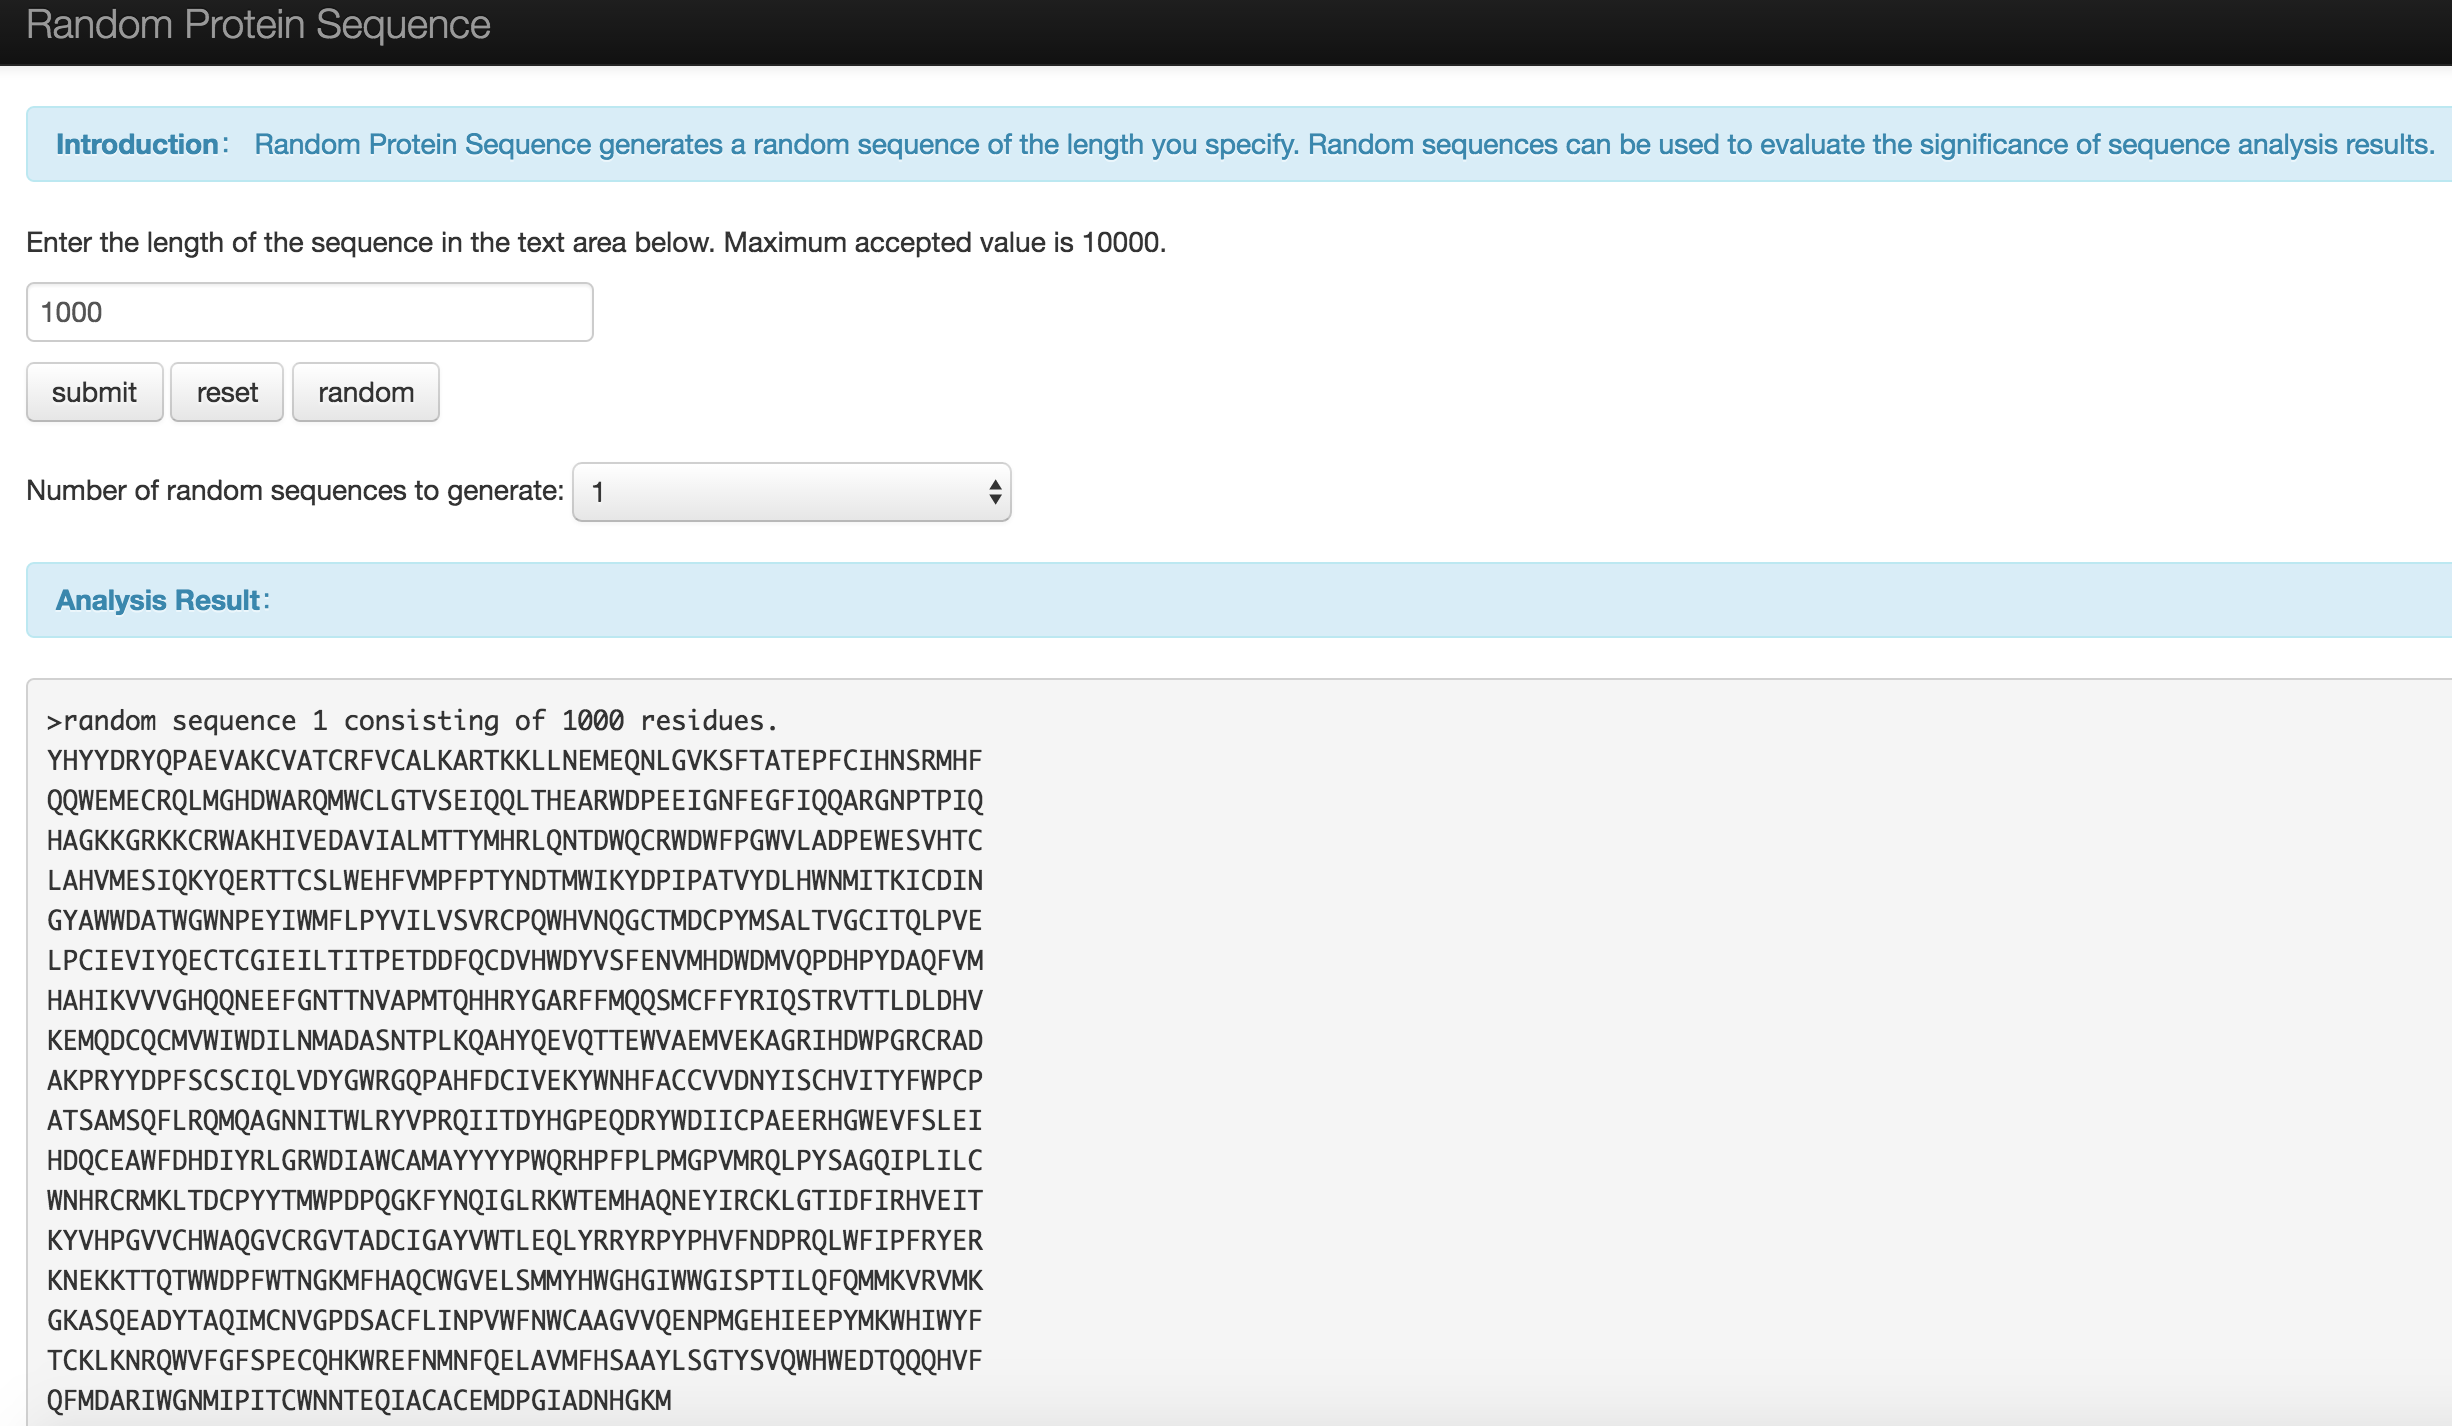 Random Protein Sequence
Introduction: Random Protein Sequence generates a random sequence of the length you specify. Random sequences can be used to evaluate the significance of sequence analysis results.
Enter the length of the sequence in the text area below. Maximum accepted value is 10000.
1000
submit reset random
Number of random sequences to generate: 1
Analysis Result:
>random sequence 1 consisting of 1000 residues.
YHYYDRYQPAEVAKCVATCRFVCALKARTKKLLNEMEQNLGVKSFTATEPFCIHNSRMHF
QQWEMECRQLMGHDWARQMWCLGTVSEIQQLTHEARWDPEEIGNFEGFIQQARGNPTPIQ
HAGKKGRKKCRWAKHIVEDAVIALMTTYMHRLQNTDWQCRWDWFPGWVLADPEWESVHTC
LAHVMESIQKYQERTTCSLWEHFVMPFPTYNDTMWIKYDPIPATVYDLHWNMITKICDIN
GYAWWDATWGWNPEYIWMFLPYVILVSVRCPQWHVNQGCTMDCPYMSALTVGCITQLPVE
LPCIEVIYQECTCGIEILTITPETDDFQCDVHWDYVSFENVMHDWDMVQPDHPYDAQFVM
HAHIKVVVGHQQNEEFGNTTNVAPMTQHHRYGARFFMQQSMCFFYRIQSTRVTTLDLDHV
KEMQDCQCMVWIWDILNMADASNTPLKQAHYQEVQTTEWVAEMVEKAGRIHDWPGRCRAD
AKPRYYDPFSCSCIQLVDYGWRGQPAHFDCIVEKYWNHFACCVVDNYISCHVITYFWPCP
ATSAMSQFLRQMQAGNNITWLRYVPRQIITDYHGPEQDRYWDIICPAEERHGWEVFSLEI
HDQCEAWFDHDIYRLGRWDIAWCAMAYYYYPWQRHPFPLPMGPVMRQLPYSAGQIPLILC
WNHRCRMKLTDCPYYTMWPDPQGKFYNQIGLRKWTEMHAQNEYIRCKLGTIDFIRHVEIT
KYVHPGVVCHWAQGVCRGVTADCIGAYVWTLEQLYRRYRPYPHVFNDPRQLWFIPFRYER
KNEKKTTQTWWDPFWTNGKMFHAQCWGVELSMMYHWGHGIWWGISPTILQFQMMKVRVMK
GKASQEADYTAQIMCNVGPDSACFLINPVWFNWCAAGVVQENPMGEHIEEPYMKWHIWYF
TCKLKNRQWVFGFSPECQHKWREFNMNFQELAVMFHSAAYLSGTYSVQWHWEDTQQQHVF
QFMDARIWGNMIPITCWNNTEQIACACEMDPGIADNHGKM